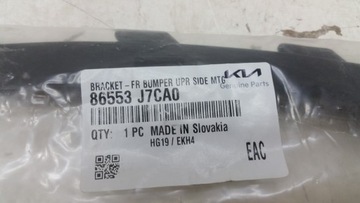 BRACKET - FR BUMPER UPR SIDE MTG
KIA
Genuine Parts
86553 J7CA0
QTY: 1 PC MADE IN Slovakia
HG19 / EKH4
EAC